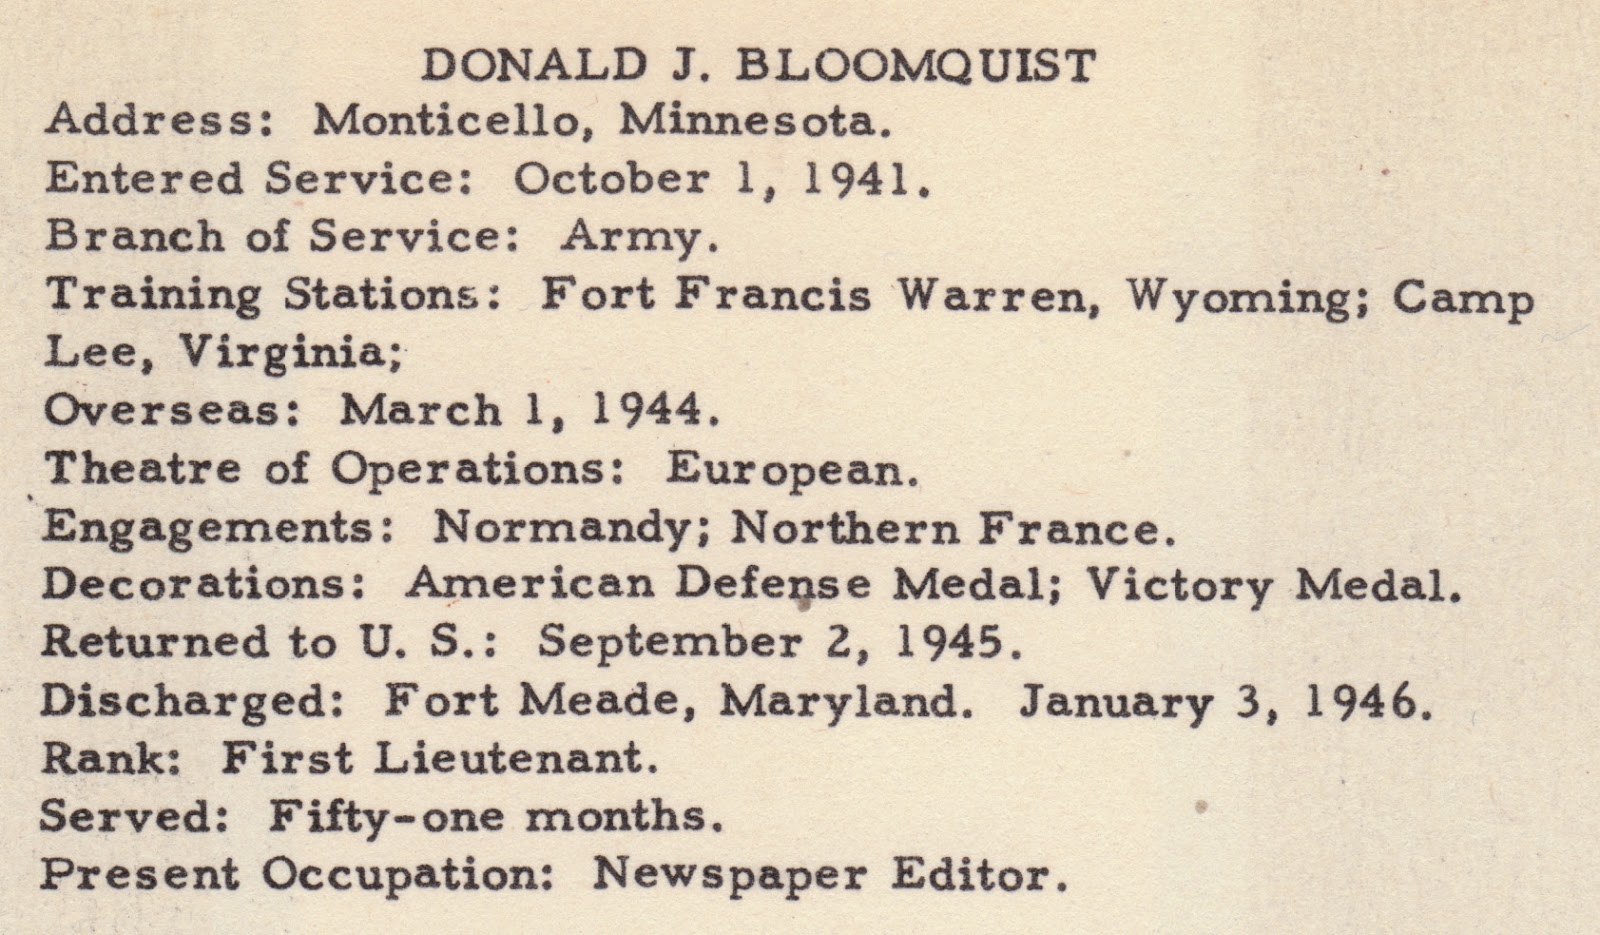 DONALD J. BLOOMQUIST
Address: Monticello, Minnesota.
Entered Service: October 1, 1941.
Branch of Service: Army.
Training Stations: Fort Francis Warren, Wyoming; Camp
Lee, Virginia;
Overseas: March 1, 1944.
Theatre of Operations: European.
Engagements: Normandy; Northern France.
Decorations: American Defense Medal; Victory Medal.
Returned to U. S.: September 2, 1945.
Discharged: Fort Meade, Maryland. January 3, 1946.
Rank: First Lieutenant.
Served: Fifty-one months.
Present Occupation: Newspaper Editor.